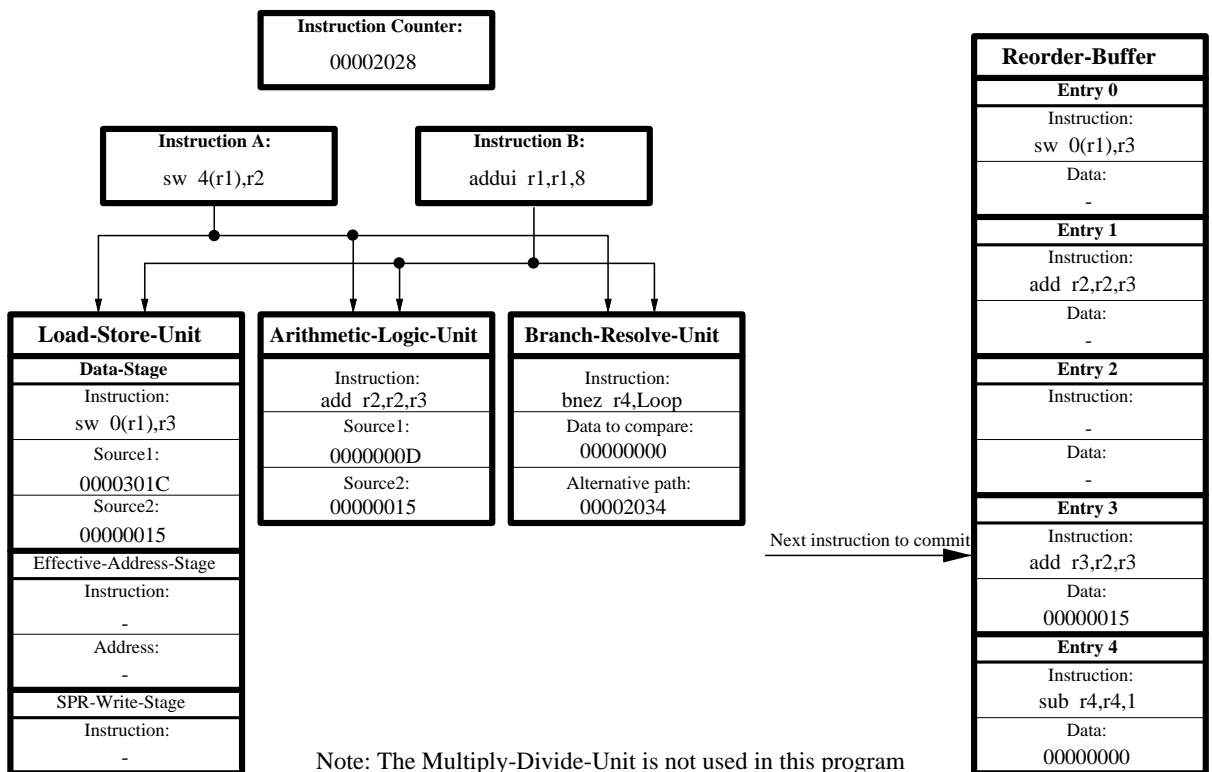 Instruction Counter:
00002028
Instruction A:
sw 4(r1),r2
Instruction B:
addui r1,r1,8
Load-Store-Unit
Data-Stage
Instruction:
sw 0(r1),r3
Source1:
0000301C
Source2:
00000015
Effective-Address-Stage
Instruction:
-
Address:
-
SPR-Write-Stage
Instruction:
-
Arithmetic-Logic-Unit
Instruction:
add r2,r2,r3
Source1:
0000000D
Source2:
00000015
Branch-Resolve-Unit
Instruction:
bnez r4,Loop
Data to compare:
00000000
Alternative path:
00002034
Next instruction to commit
Reorder-Buffer
Entry 0
Instruction:
sw 0(r1),r3
Data:
-
Entry 1
Instruction:
add r2,r2,r3
Data:
-
Entry 2
Instruction:
-
Data:
-
Entry 3
Instruction:
add r3,r2,r3
Data:
00000015
Entry 4
Instruction:
sub r4,r4,1
Data:
00000000
Note: The Multiply-Divide-Unit is not used in this program